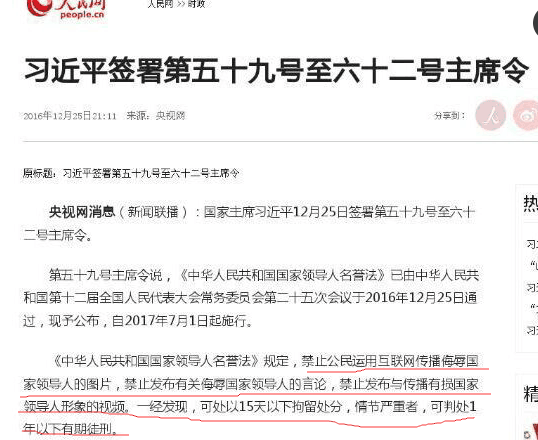 人民网
people.cn
人民网 >> 时政
习近平签署第五十九号至六十二号主席令
2016年12月25日21:11 来源:央视网
分享到:
人
原标题:习近平签署第五十九号至六十二号主席令
央视网消息(新闻联播):国家主席习近平12月25日签署第五十九号至六十
二号主席令。
第五十九号主席令说,《中华人民共和国国家领导人名誉法》已由中华人民共
和国第十二届全国人民代表大会常务委员会第二十五次会议于2016年12月25日通
过,现予公布,自2017年7月1日起施行。
《中华人民共和国国家领导人名誉法》规定,禁止公民运用互联网传播侮辱国
家领导人的图片,禁止发布有关侮辱国家领导人的言论,禁止发布与传播有损国家
领导人形象的视频。一经发现,可处以15天以下拘留处分,情节严重者,可判处1
年以下有期徒刑。
热
习
习
精